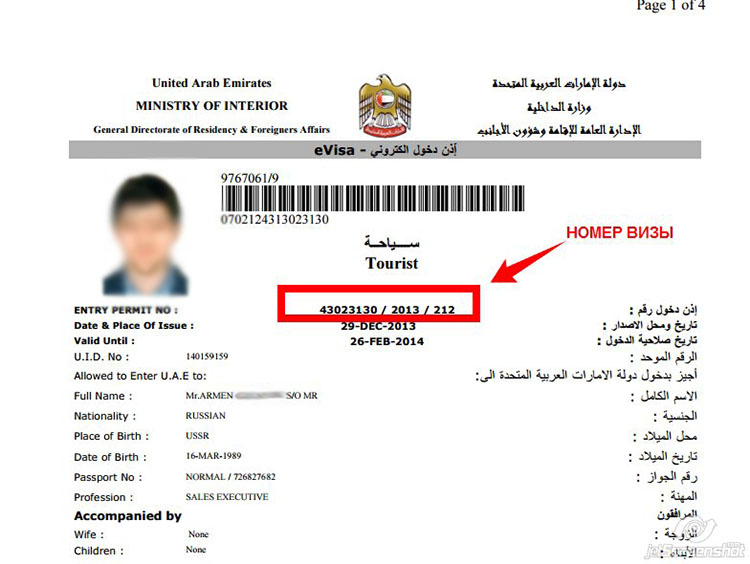 Page 1 of 4
United Arab Emirates
دولة الإمارات العربية المتحدة
MINISTRY OF INTERIOR
وزارة الداخلية
General Directorate of Residency & Foreigners Affairs
الإدارة العامة للإقامة وشؤون الأجانب
eVisa - إذن دخول الكتروني
9767061/9
0702124313023130
سيـــاحـة
Tourist
НОМЕР ВИЗЫ
ENTRY PERMIT NO : 43023130 / 2013 / 212 إذن دخول رقم :
Date & Place Of Issue : 29-DEC-2013 تاريخ ومحل الاصدار :
Valid Until : 26-FEB-2014 تاريخ صلاحية الدخول :
U.I.D. No : 140159159 الرقم الموحد :
Allowed to Enter U.A.E to: أجيز بدخول دولة الامارات العربية المتحدة الى:
Full Name : Mr.ARMEN S/O MR الاسم الكامل :
Nationality : RUSSIAN الجنسية :
Place of Birth : USSR محل الميلاد :
Date of Birth : 16-MAR-1989 تاريخ الميلاد :
Passport No : NORMAL / 726827682 رقم الجواز :
Profession : SALES EXECUTIVE المهنة :
Accompanied by المرافقون
Wife : None الزوجة :
Children : None الأبناء :
jetScreenshot
.com